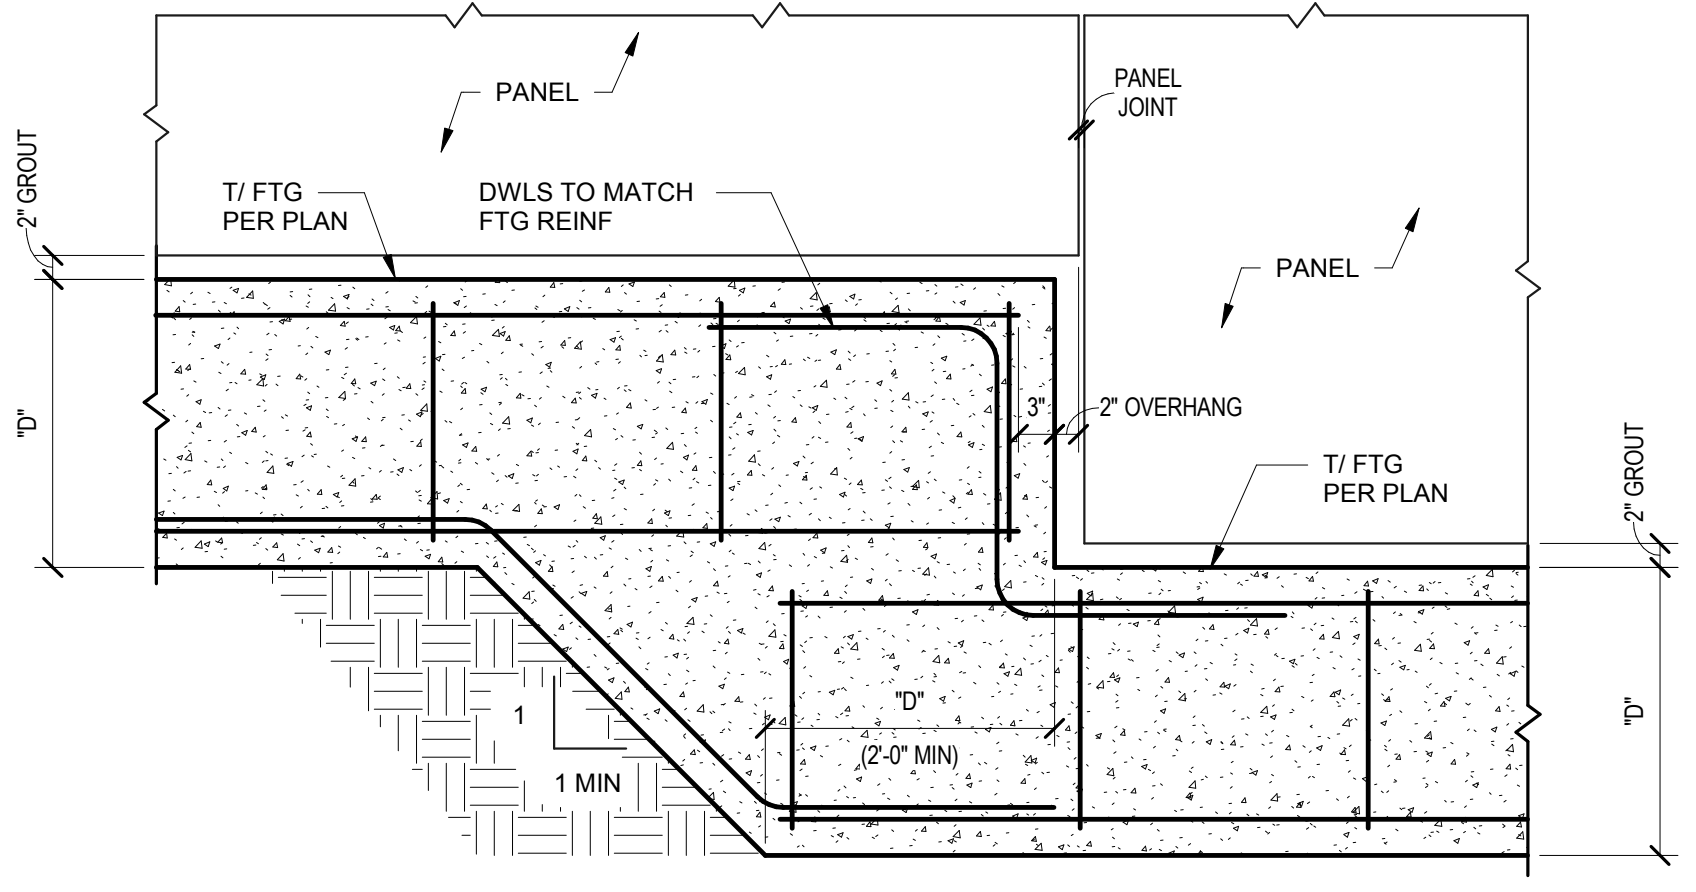 PANEL
PANEL
JOINT
2" GROUT
T/ FTG
PER PLAN
DWLS TO MATCH
FTG REINF
PANEL
"D"
3"
2" OVERHANG
T/ FTG
PER PLAN
2" GROUT
1
1 MIN
"D"
(2'-0" MIN)
"D"